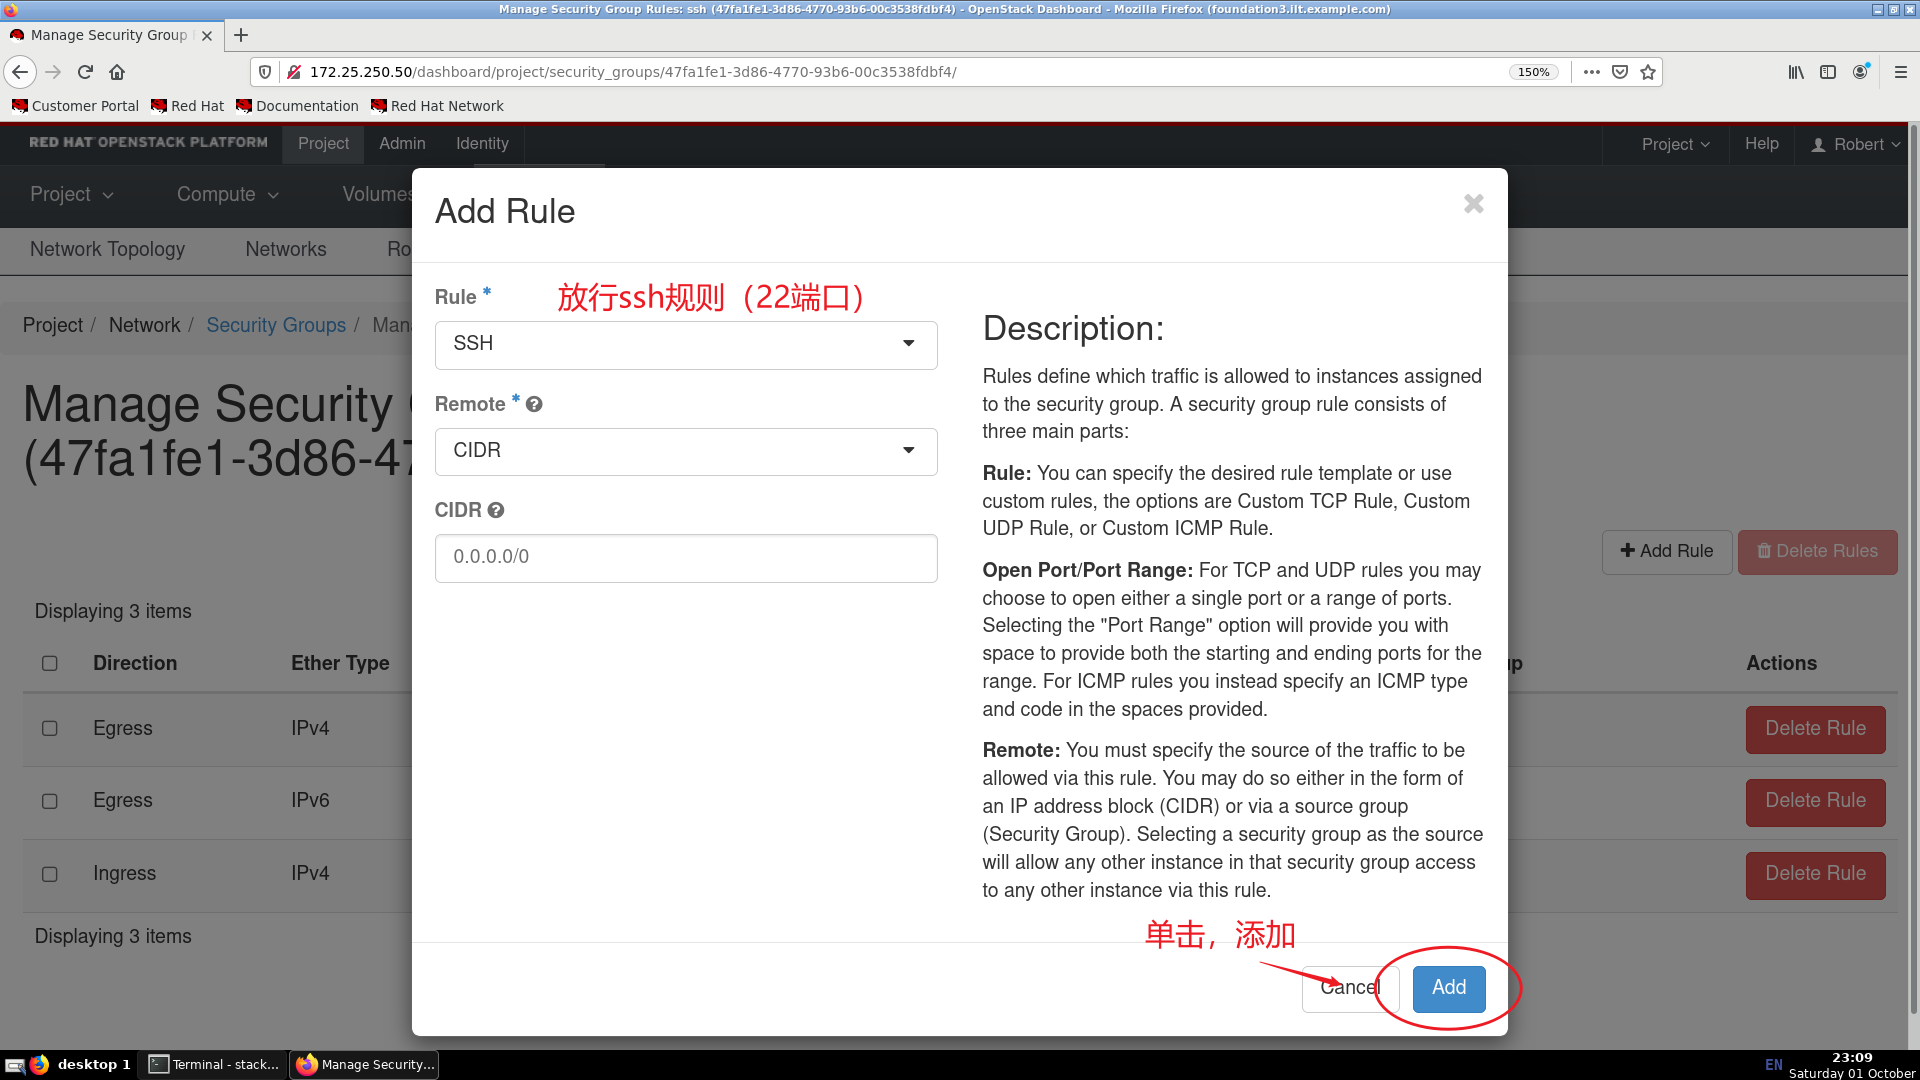 Manage Security Group Rules: ssh (47fa1fe1-3d86-4770-93b6-00c3538fdbf4) - OpenStack Dashboard - Mozilla Firefox (foundation3.ilt.example.com)
Manage Security Group
172.25.250.50/dashboard/project/security_groups/47fa1fe1-3d86-4770-93b6-00c3538fdbf4/
150%
Customer Portal
Red Hat
Documentation
Red Hat Network
RED HAT OPENSTACK PLATFORM
Project
Admin
Identity
Project
Help
Robert
Project
Compute
Volumes
Network Topology
Networks
Ro
Project / Network / Security Groups / Man
Manage Security
(47fa1fe1-3d86-47
Add Rule
Delete Rules
Displaying 3 items
Direction
Ether Type
up
Actions
Egress
IPv4
Delete Rule
Egress
IPv6
Delete Rule
Ingress
IPv4
Delete Rule
Displaying 3 items
Add Rule
Rule *
放行ssh规则（22端口）
SSH
Remote *
CIDR
CIDR
0.0.0.0/0
Description:
Rules define which traffic is allowed to instances assigned
to the security group. A security group rule consists of
three main parts:
Rule: You can specify the desired rule template or use
custom rules, the options are Custom TCP Rule, Custom
UDP Rule, or Custom ICMP Rule.
Open Port/Port Range: For TCP and UDP rules you may
choose to open either a single port or a range of ports.
Selecting the "Port Range" option will provide you with
space to provide both the starting and ending ports for the
range. For ICMP rules you instead specify an ICMP type
and code in the spaces provided.
Remote: You must specify the source of the traffic to be
allowed via this rule. You may do so either in the form of
an IP address block (CIDR) or via a source group
(Security Group). Selecting a security group as the source
will allow any other instance in that security group access
to any other instance via this rule.
单击，添加
Cancel
Add
desktop 1
Terminal - stack...
Manage Security...
EN
23:09
Saturday 01 October